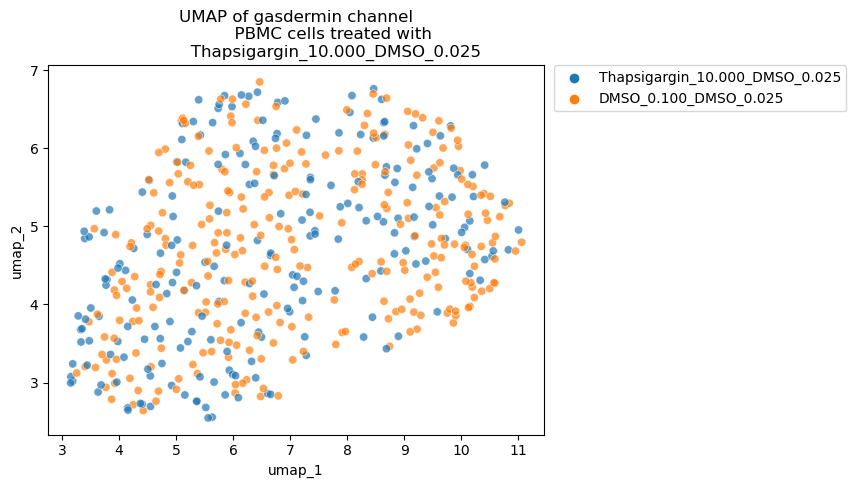 UMAP of gasdermin channel
PBMC cells treated with
Thapsigargin_10.000_DMSO_0.025
Thapsigargin_10.000_DMSO_0.025
DMSO_0.100_DMSO_0.025
7
6
5
4
3
umap_2
3 4 5 6 7 8 9 10 11
umap_1